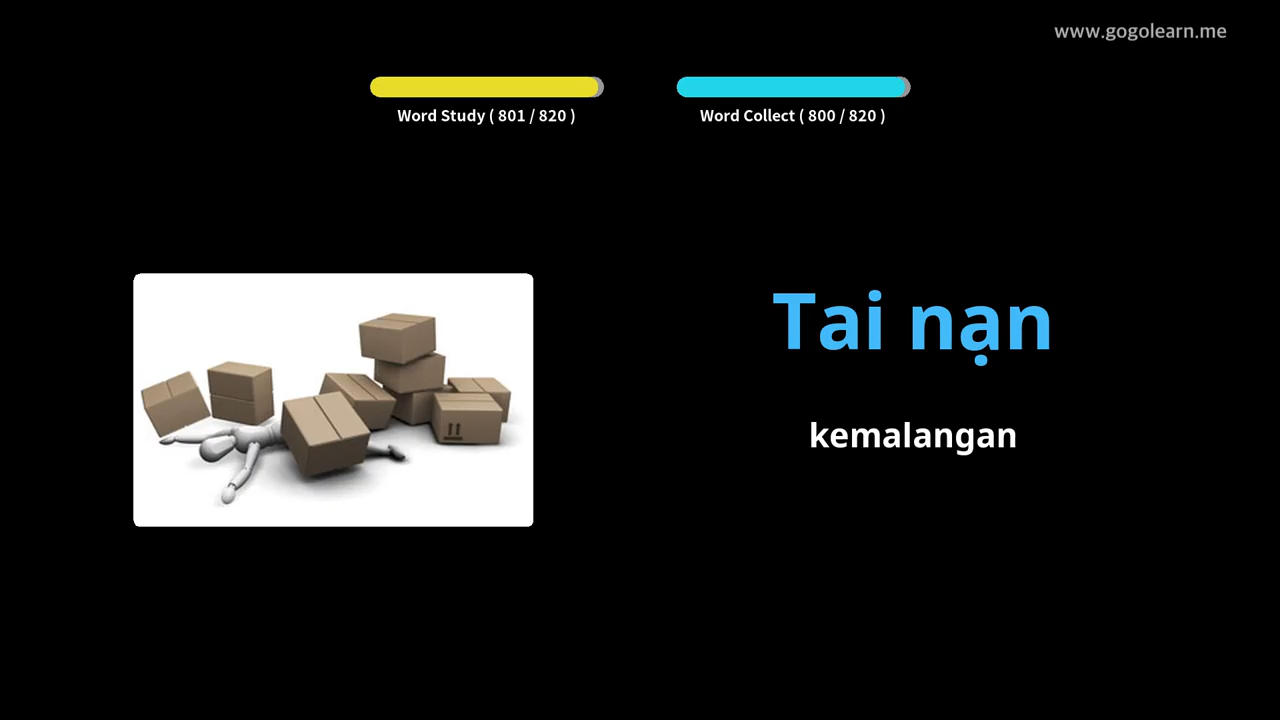 www.gogolearn.me
Word Study ( 801 / 820 )
Word Collect ( 800 / 820 )
Tai nạn
kemalangan